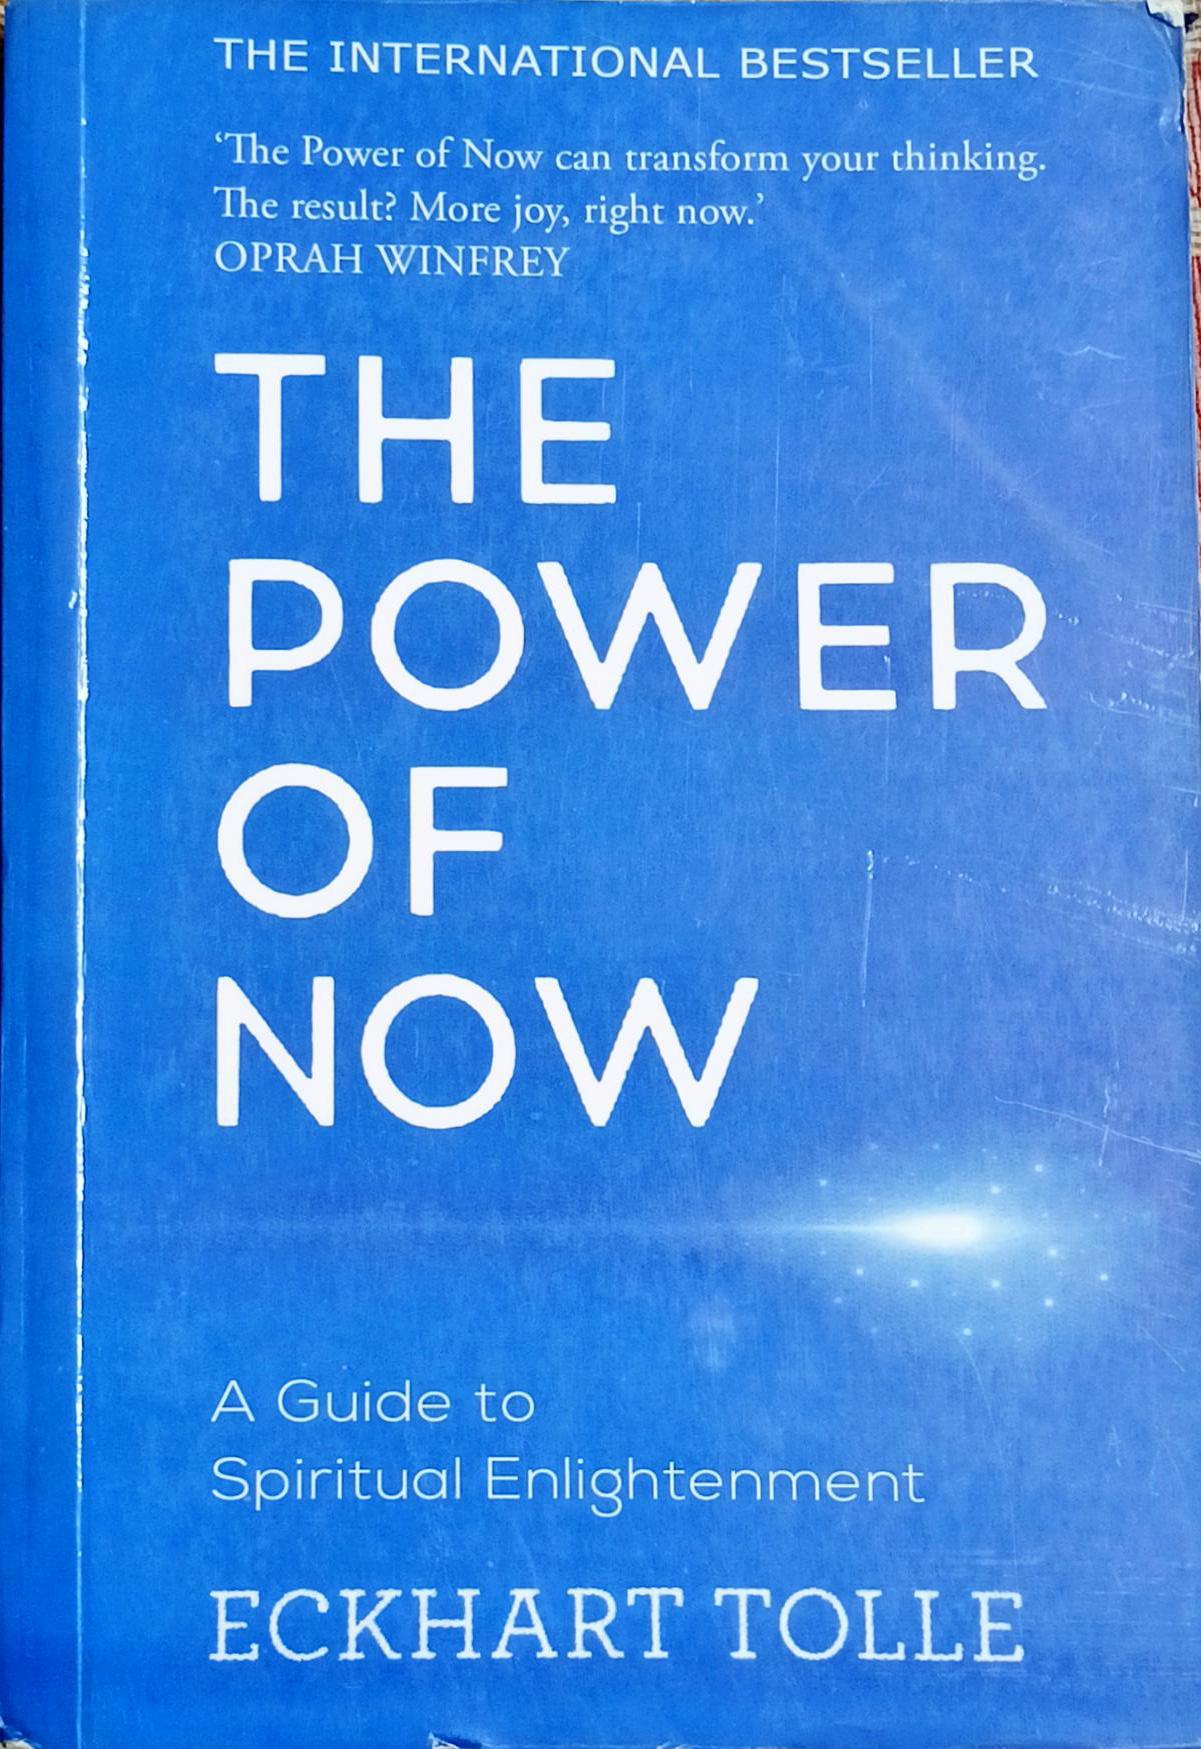 THE INTERNATIONAL BESTSELLER
‘The Power of Now can transform your thinking.
The result? More joy, right now.’
OPRAH WINFREY
THE
POWER
OF
NOW
A Guide to
Spiritual Enlightenment
ECKHART TOLLE